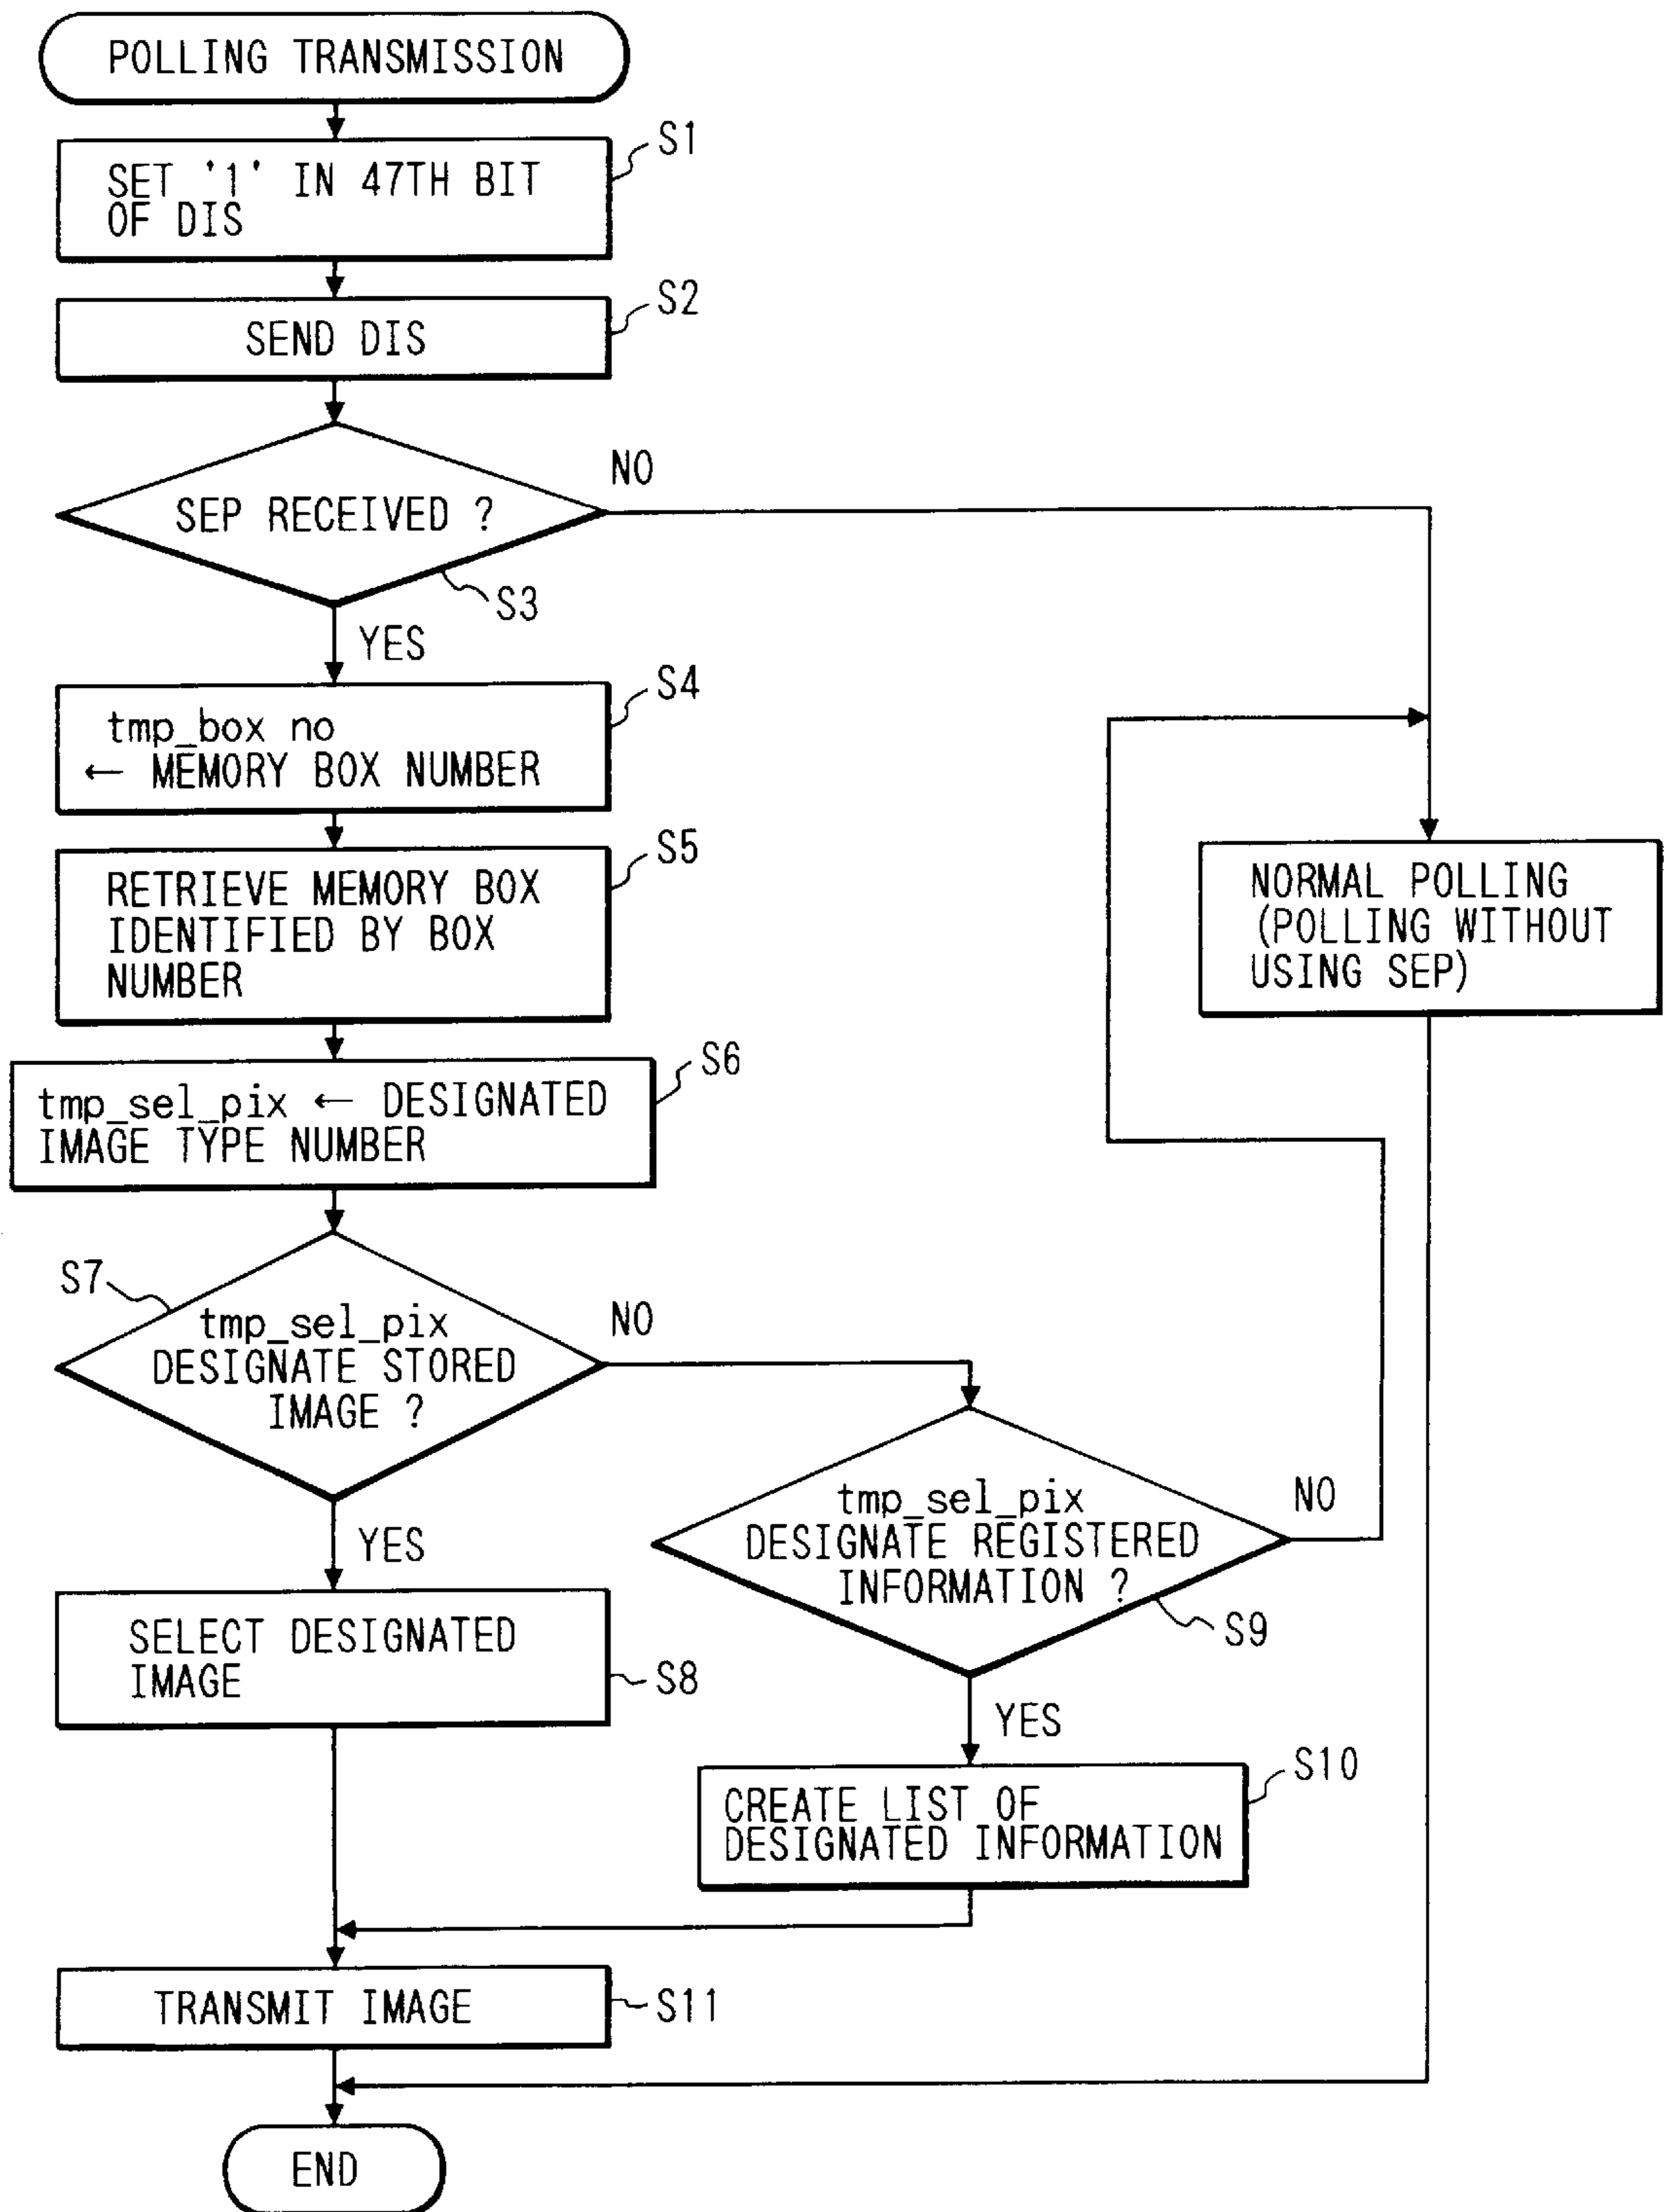 POLLING TRANSMISSION
S1
SET '1' IN 47TH BIT
OF DIS
S2
SEND DIS
NO
SEP RECEIVED ?
S3
YES
S4
tmp_box no
← MEMORY BOX NUMBER
S5
RETRIEVE MEMORY BOX
IDENTIFIED BY BOX
NUMBER
NORMAL POLLING
(POLLING WITHOUT
USING SEP)
S6
tmp_sel_pix ← DESIGNATED
IMAGE TYPE NUMBER
S7
tmp_sel_pix
DESIGNATE STORED
IMAGE ?
NO
YES
tmp_sel_pix
DESIGNATE REGISTERED
INFORMATION ?
NO
S9
SELECT DESIGNATED
IMAGE
S8
YES
S10
CREATE LIST OF
DESIGNATED INFORMATION
TRANSMIT IMAGE
S11
END